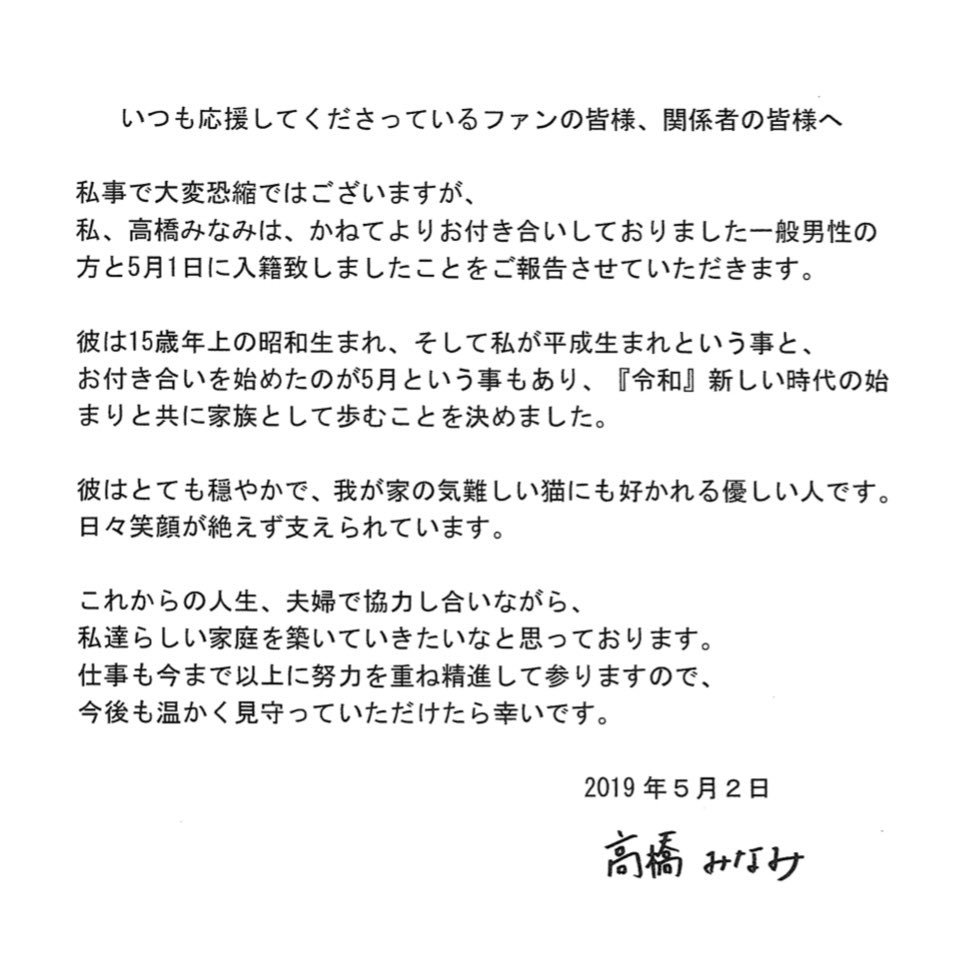 いつも応援してくださっているファンの皆様、関係者の皆様へ
私事で大変恐縮ではございますが、
私、高橋みなみは、かねてよりお付き合いしておりました一般男性の
方と5月1日に入籍致しましたことをご報告させていただきます。
彼は15歳年上の昭和生まれ、そして私が平成生まれという事と、
お付き合いを始めたのが5月という事もあり、『令和』新しい時代の始
まりと共に家族として歩むことを決めました。
彼はとても穏やかで、我が家の気難しい猫にも好かれる優しい人です。
日々笑顔が絶えず支えられています。
これからの人生、夫婦で協力し合いながら、
私達らしい家庭を築いていきたいなと思っております。
仕事も今まで以上に努力を重ね精進して参りますので、
今後も温かく見守っていただけたら幸いです。
2019 年５月２日
高橋 みなみ